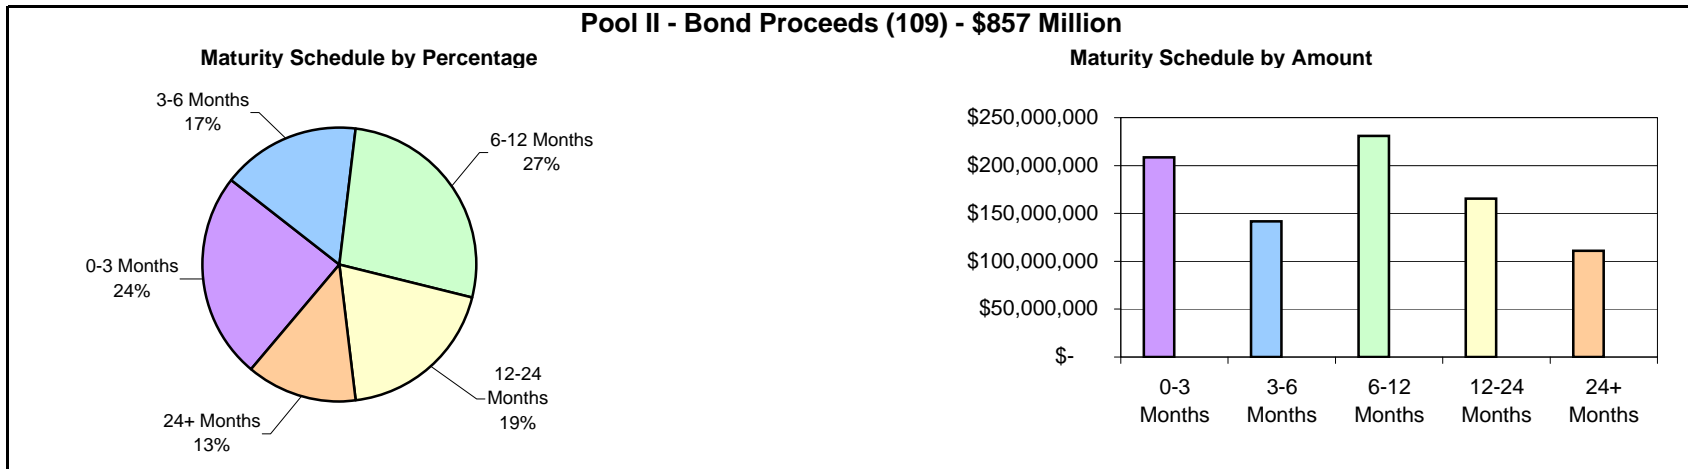 Pool II - Bond Proceeds (109) - $857 Million
Maturity Schedule by Percentage
3-6 Months
17%
6-12 Months
27%
0-3 Months
24%
12-24
Months
19%
24+ Months
13%
Maturity Schedule by Amount
$250,000,000
$200,000,000
$150,000,000
$100,000,000
$50,000,000
$-
0-3 3-6 6-12 12-24 24+
Months Months Months Months Months